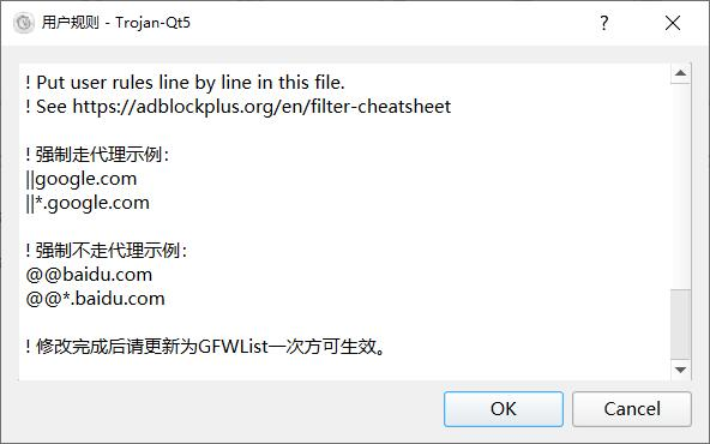 用户规则 - Trojan-Qt5
! Put user rules line by line in this file.
! See https://adblockplus.org/en/filter-cheatsheet
! 强制走代理示例：
||google.com
||*.google.com
! 强制不走代理示例：
@@baidu.com
@@*.baidu.com
! 修改完成后请更新为GFWList一次方可生效。
OK
Cancel